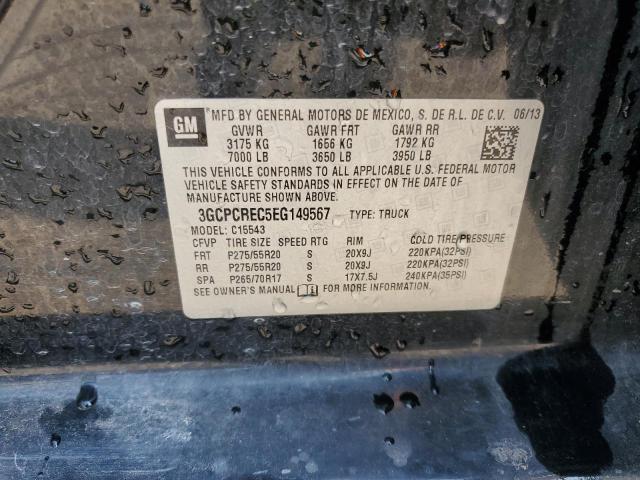 GM
MFD BY GENERAL MOTORS DE MEXICO, S. DE R.L. DE C.V. 06/13
GVWR GAWR FRT GAWR RR
3175 KG 1656 KG 1792 KG
7000 LB 3650 LB 3950 LB
THIS VEHICLE CONFORMS TO ALL APPLICABLE U.S. FEDERAL MOTOR
VEHICLE SAFETY STANDARDS IN EFFECT ON THE DATE OF
MANUFACTURE SHOWN ABOVE.
3GCPCREC5EG149567 TYPE: TRUCK
MODEL: C15543
CFVP TIRE SIZE SPEED RTG RIM COLD TIRE/PRESSURE
FRT P275/55R20 S 20X9J 220KPA(32PSI)
RR P275/55R20 S 20X9J 220KPA(32PSI)
SPA P265/70R17 S 17X7.5J 240KPA(35PSI)
SEE OWNER'S MANUAL FOR MORE INFORMATION.